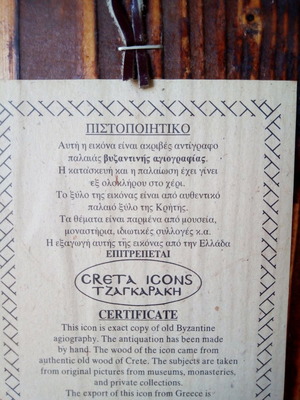 ΠΙΣΤΟΠΟΙΗΤΙΚΟ
Αυτή η εικόνα είναι ακριβές αντίγραφο
παλαιάς βυζαντινής αγιογραφίας.
Η κατάσκευή και η παλαίωση έχει γίνει
εξ ολοκλήρου στο χέρι.
Το ξύλο της εικόνας είναι από αυθεντικό
παλαιό ξύλο της Κρήτης.
Τα θέματα είναι παρμένα από μουσεία,
μοναστήρια, ιδιωτικές συλλογές κ.α.
Η εξαγωγή αυτής της εικόνας από την Ελλάδα
ΕΠΙΤΡΕΠΕΤΑΙ
CRETA ICONS
ΤΖΑΓΚΑΡΑΚΗ
CERTIFICATE
This icon is exact copy of old Byzantine
agiography. The antiquation has been made
by hand. The wood of the icon came from
authentic old wood of Crete. The subjects are taken
from original pictures from museums, monasteries,
and private collections.
The export of this icon from Greece is